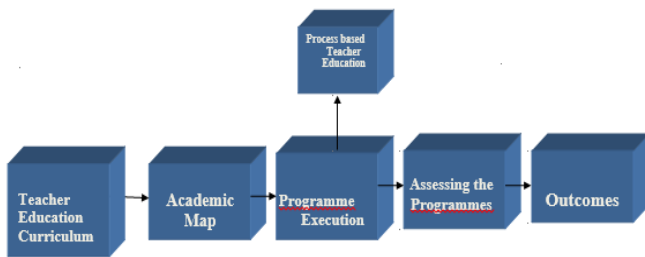 Process based
Teacher
Education
Teacher
Education
Curriculum
Academic
Map
Programme
Execution
Assessing the
Programmes
Outcomes